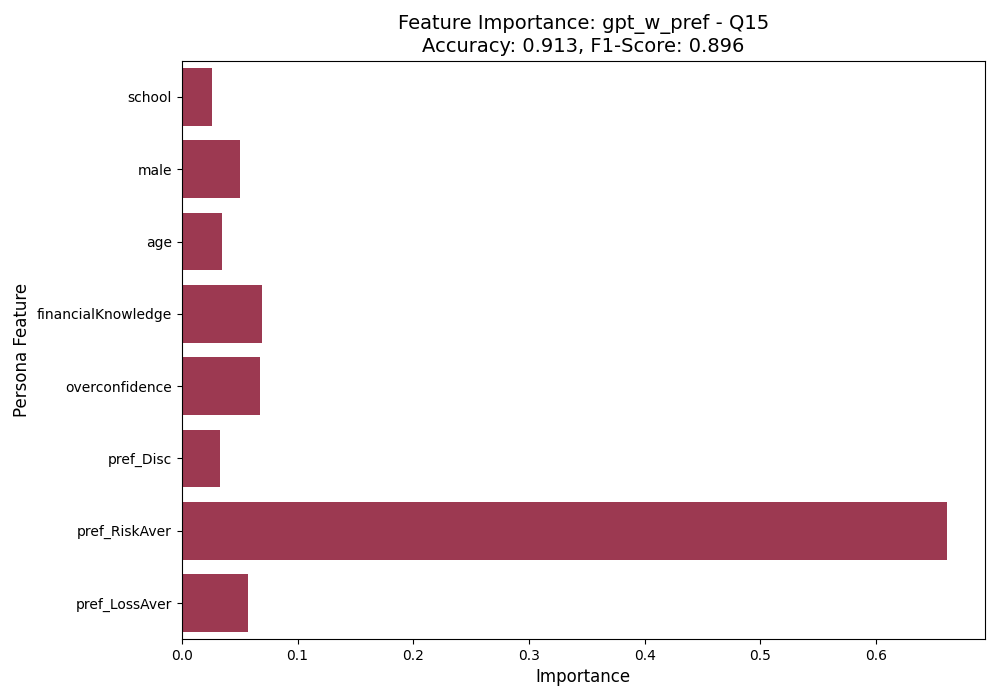 Feature Importance: gpt_w_pref - Q15
Accuracy: 0.913, F1-Score: 0.896
Persona Feature
school
male
age
financialKnowledge
overconfidence
pref_Disc
pref_RiskAver
pref_LossAver
0.0 0.1 0.2 0.3 0.4 0.5 0.6
Importance